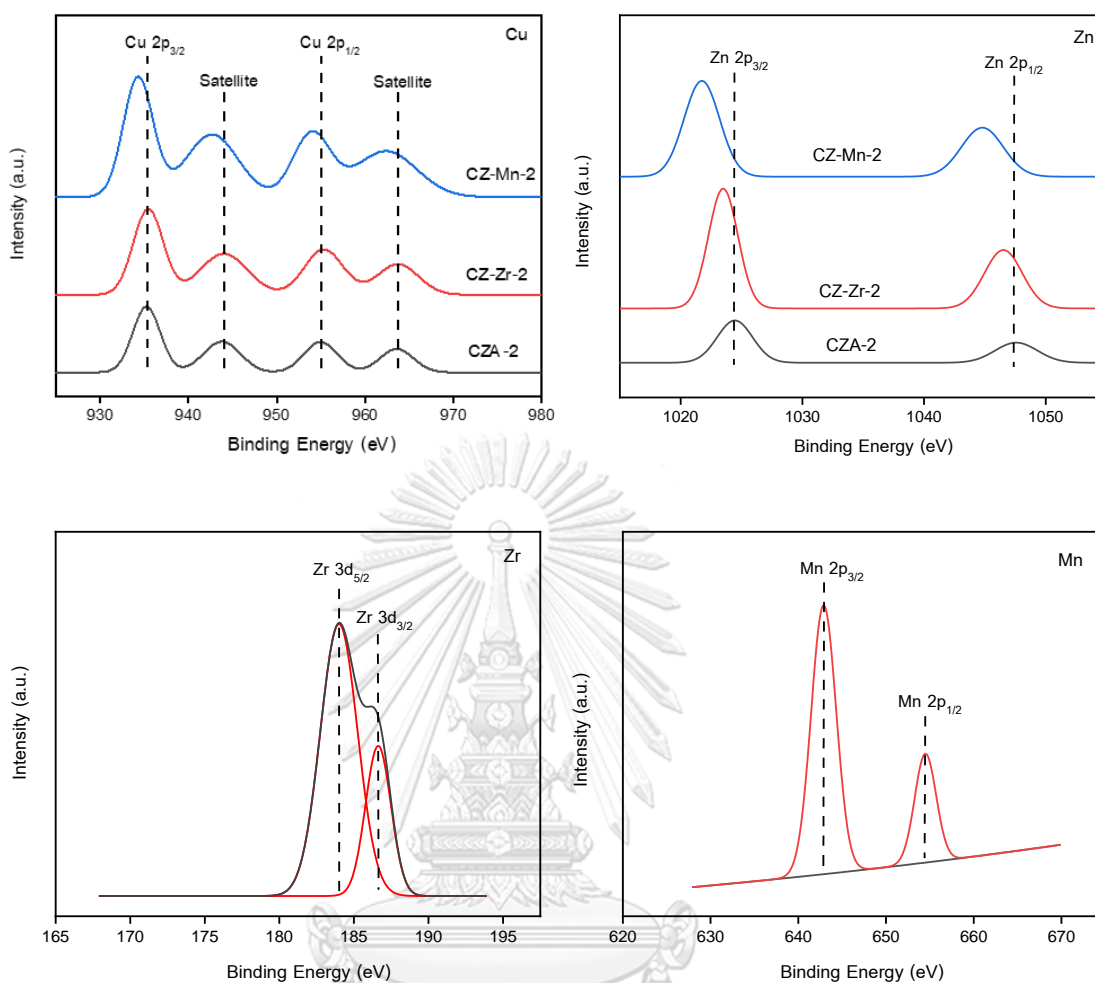 Cu
Cu 2p3/2
Cu 2p1/2
Satellite
Satellite
CZ-Mn-2
CZ-Zr-2
CZA-2
Intensity (a.u.)
930 940 950 960 970 980
Binding Energy (eV)
Zn
Zn 2p3/2
Zn 2p1/2
CZ-Mn-2
CZ-Zr-2
CZA-2
Intensity (a.u.)
1020 1030 1040 1050
Binding Energy (eV)
Zr
Zr 3d5/2
Zr 3d3/2
Intensity (a.u.)
165 170 175 180 185 190 195
Binding Energy (eV)
Mn
Mn 2p3/2
Mn 2p1/2
Intensity (a.u.)
620 630 640 650 660 670
Binding Energy (eV)